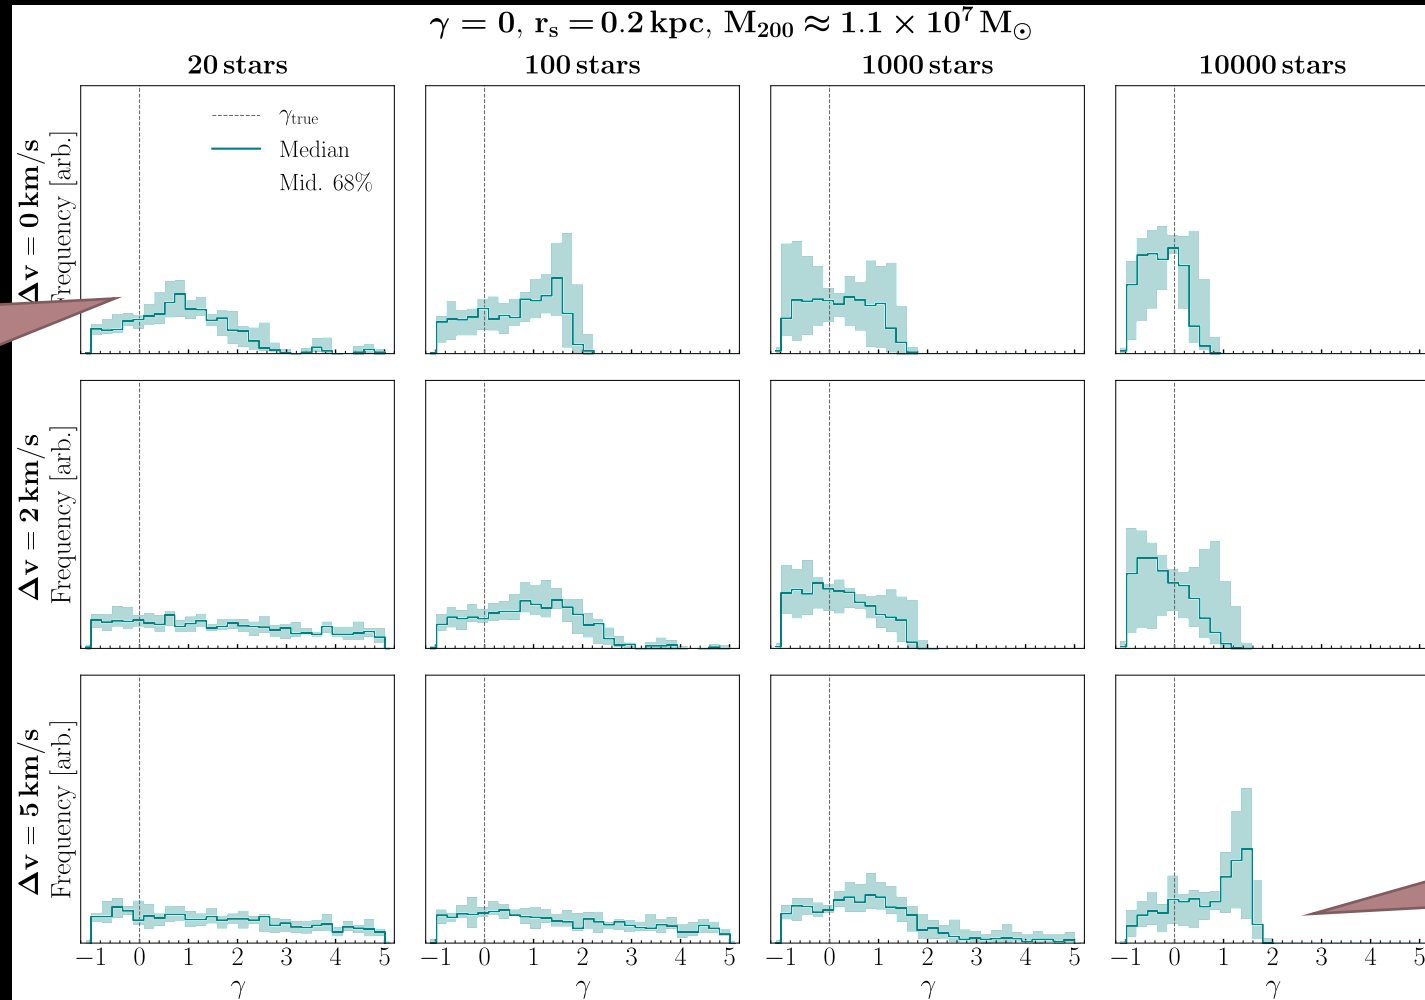 γ = 0, r_s = 0.2 kpc, M_200 ≈ 1.1 × 10^7 M_⊙
20 stars
100 stars
1000 stars
10000 stars
γ_true
Median
Mid. 68%
Δv = 0 km/s
Frequency [arb.]
Δv = 2 km/s
Frequency [arb.]
Δv = 5 km/s
Frequency [arb.]
−1 0 1 2 3 4 5
−1 0 1 2 3 4 5
−1 0 1 2 3 4 5
−1 0 1 2 3 4 5
γ
γ
γ
γ